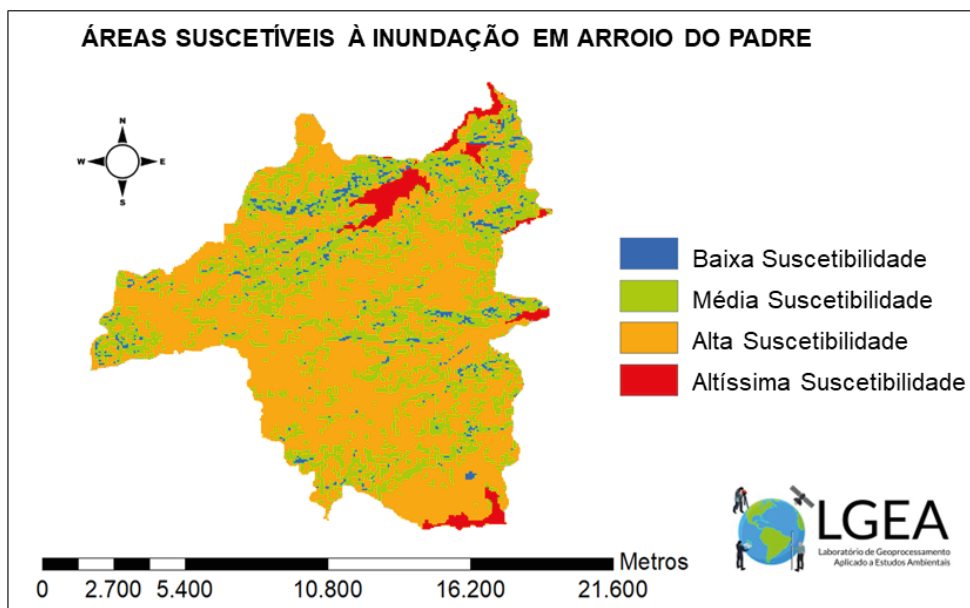 ÁREAS SUSCETÍVEIS À INUNDAÇÃO EM ARROIO DO PADRE
N
W E
S
Baixa Suscetibilidade
Média Suscetibilidade
Alta Suscetibilidade
Altíssima Suscetibilidade
LGEA
Laboratório de Geoprocessamento
Aplicado a Estudos Ambientais
Metros
0 2.700 5.400 10.800 16.200 21.600